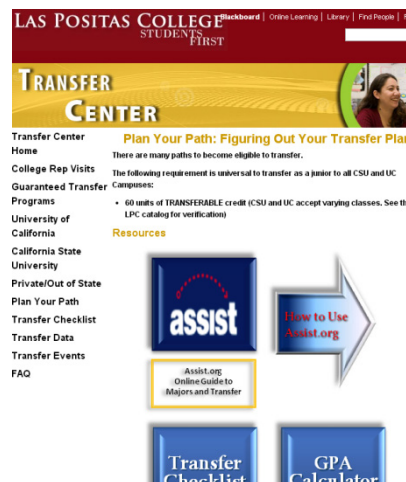 LAS POSITAS COLLEGE
STUDENTS
FIRST
Blackboard | Online Learning | Library | Find People |
TRANSFER
CENTER
Transfer Center
Home
College Rep Visits
Guaranteed Transfer
Programs
University of
California
California State
University
Private/Out of State
Plan Your Path
Transfer Checklist
Transfer Data
Transfer Events
FAQ
Plan Your Path: Figuring Out Your Transfer Plan
There are many paths to become eligible to transfer.
The following requirement is universal to transfer as a junior to all CSU and UC
Campuses:
• 60 units of TRANSFERABLE credit (CSU and UC accept varying classes. See th
LPC catalog for verification)
Resources
assist
How to Use
Assist.org
Assist.org
Online Guide to
Majors and Transfer
Transfer
Checklist
GPA
Calculator